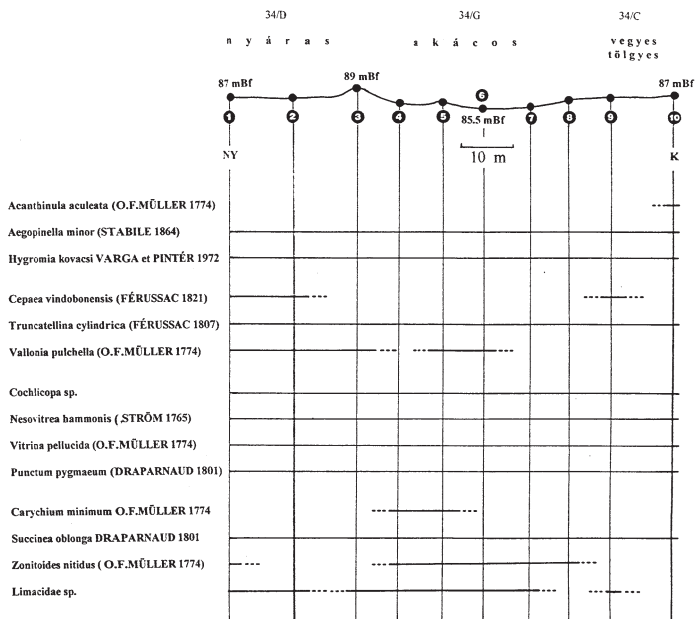 34/D 34/G 34/C
nyáras akácos vegyes
tölgyes
87 mBf 89 mBf 6 87 mBf
1 2 3 4 5 85.5 mBf 7 8 9 10
NY 10 m K
Acanthinula aculeata (O.F.MÜLLER 1774)
Aegopinella minor (STABILE 1864)
Hygromia kovacsi VARGA et PINTÉR 1972
Cepaea vindobonensis (FÉRUSSAC 1821)
Truncatellina cylindrica (FÉRUSSAC 1807)
Vallonia pulchella (O.F.MÜLLER 1774)
Cochlicopa sp.
Nesovitrea hammonis (.STRÖM 1765)
Vitrina pellucida (O.F.MÜLLER 1774)
Punctum pygmaeum (DRAPARNAUD 1801)
Carychium minimum O.F.MÜLLER 1774
Succinea oblonga DRAPARNAUD 1801
Zonitoides nitidus ( O.F.MÜLLER 1774)
Limacidae sp.